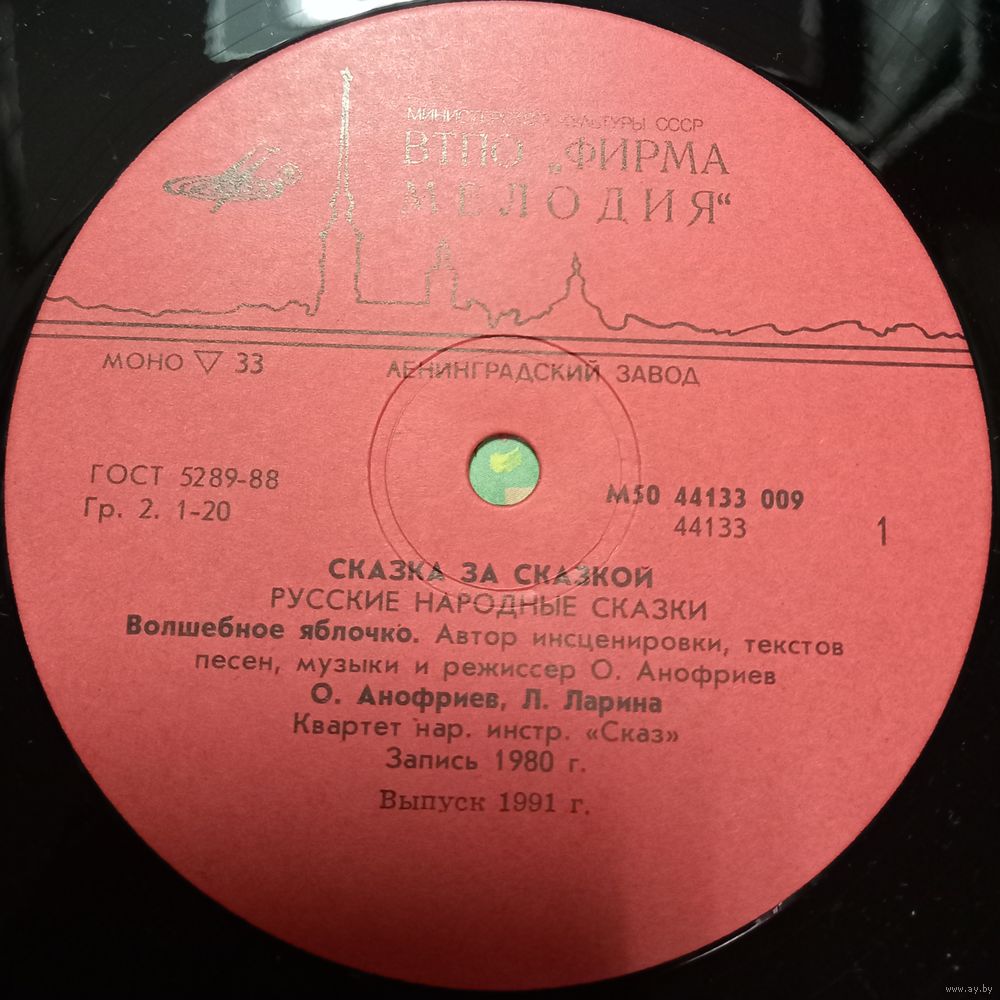 МИНИСТЕРСТВО КУЛЬТУРЫ СССР
ВТПО „ФИРМА
МЕЛОДИЯ“
МОНО ▽ 33
ЛЕНИНГРАДСКИЙ ЗАВОД
ГОСТ 5289-88
Гр. 2. 1-20
М50 44133 009
44133
1
СКАЗКА ЗА СКАЗКОЙ
РУССКИЕ НАРОДНЫЕ СКАЗКИ
Волшебное яблочко. Автор инсценировки, текстов
песен, музыки и режиссер О. Анофриев
О. Анофриев, Л. Ларина
Квартет нар. инстр. «Сказ»
Запись 1980 г.
Выпуск 1991 г.
www.ay.by